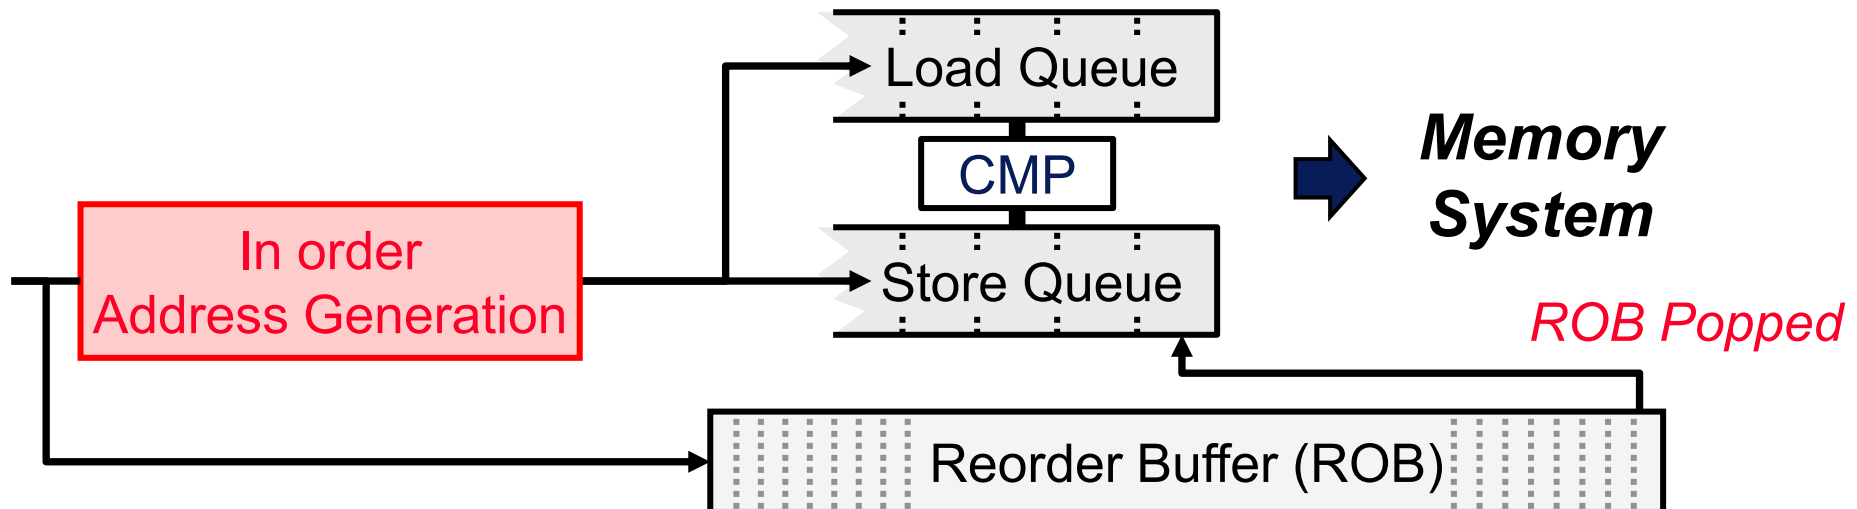 Load Queue
CMP
Memory
System
In order
Address Generation
Store Queue
ROB Popped
Reorder Buffer (ROB)